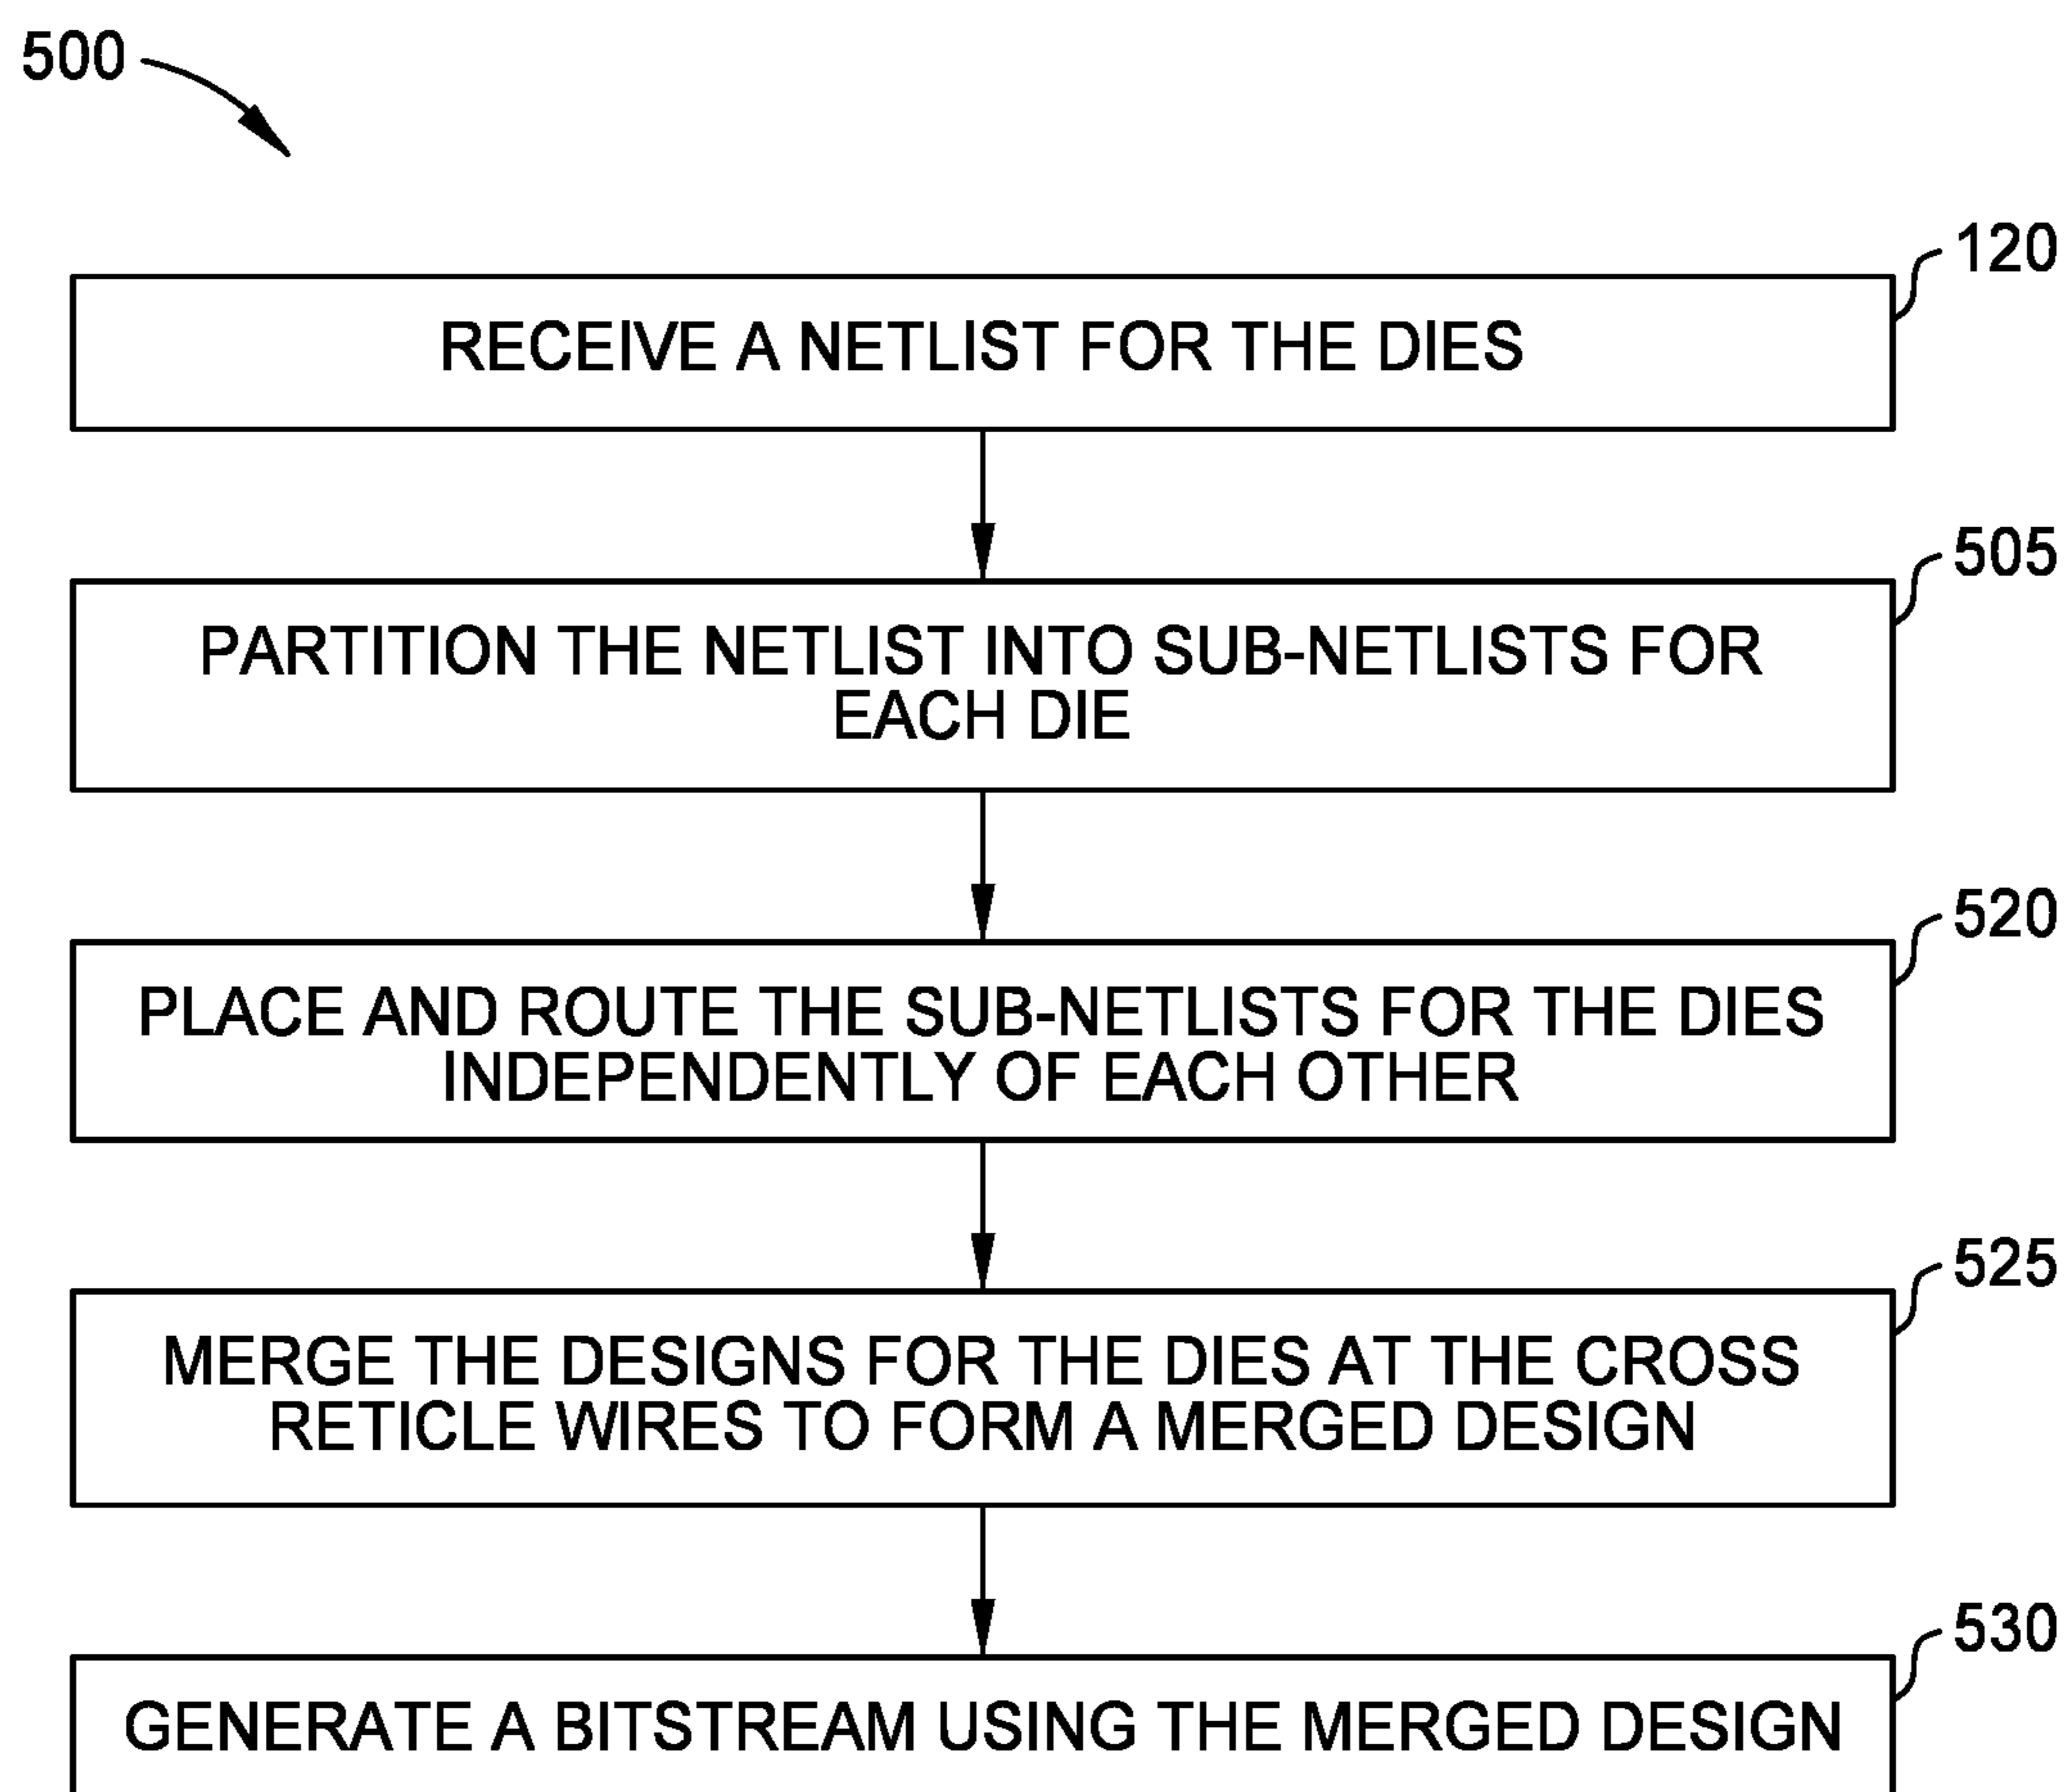 500
120
RECEIVE A NETLIST FOR THE DIES
505
PARTITION THE NETLIST INTO SUB-NETLISTS FOR
EACH DIE
520
PLACE AND ROUTE THE SUB-NETLISTS FOR THE DIES
INDEPENDENTLY OF EACH OTHER
525
MERGE THE DESIGNS FOR THE DIES AT THE CROSS
RETICLE WIRES TO FORM A MERGED DESIGN
530
GENERATE A BITSTREAM USING THE MERGED DESIGN